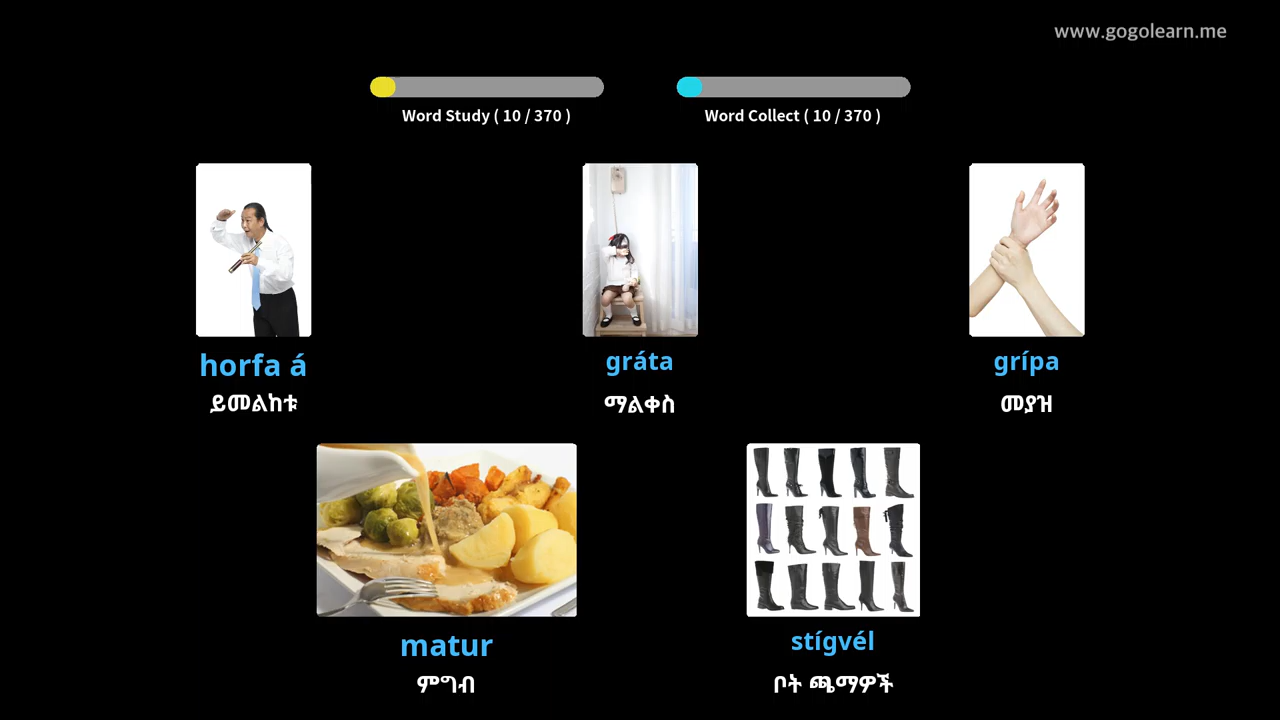 www.gogolearn.me
Word Study ( 10 / 370 )
Word Collect ( 10 / 370 )
horfa á
gráta
grípa
ይመልከቱ
ማልቀስ
መያዝ
matur
stígvél
ምግብ
ቦት ጫማዎች